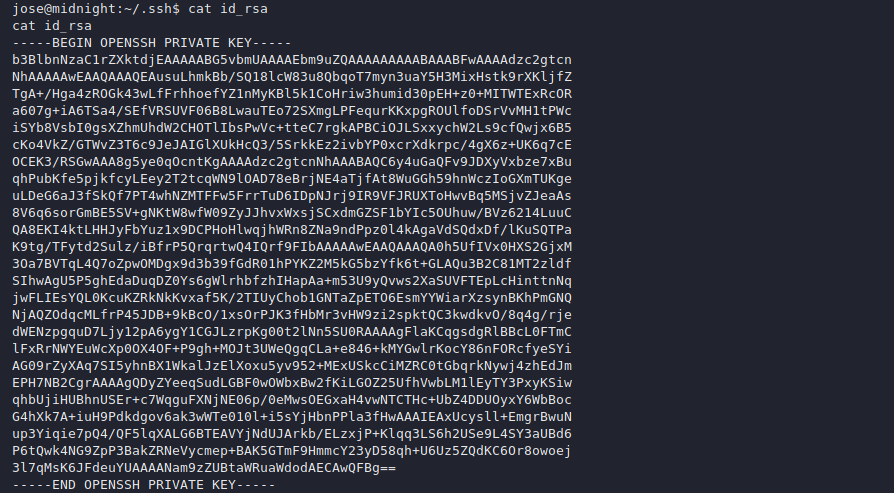 jose@midnight:~/.ssh$ cat id_rsa
cat id_rsa
-----BEGIN OPENSSH PRIVATE KEY-----
b3BlbnNzaC1rZXktdjEAAAAABG5vbmUAAAAEbm9uZQAAAAAAAAABAAABFwAAAAdzc2gtcn
NhAAAAAwEAAQAAAQEAusuLhmkBb/SQ18lcW83u8QbqoT7myn3uaY5H3MixHstk9rXKljfZ
TgA+/Hga4zROGk43wLfFrhhoefYZ1nMyKBl5k1CoHriw3humid30pEH+z0+MITWTExRcOR
a607g+iA6TSa4/SEfVRSUVF06B8LwauTEo72SXmgLPFequrKKxpgROUlfoDSrVvMH1tPWc
iSYb8VsbI0gsXZhmUhdW2CHOTlIbsPwVc+tteC7rgkAPBCiOJLSxxychW2Ls9cfQwjx6B5
cKo4VkZ/GTWvZ3T6c9JeJAIGlXUkHcQ3/5SrkkEz2ivbYP0xcrXdkrpc/4gX6z+UK6q7cE
OCEK3/RSGwAAA8g5ye0qOcntKgAAAAdzc2gtcnNhAAABAQC6y4uGaQFv9JDXyVxbze7xBu
qhPubKfe5pjkfcyLEey2T2tcqWN9lOAD78eBrjNE4aTjfAt8WuGGh5whWczIoGXmTUKge
uLDeG6aJ3fSkQf7PT4whNZMTFFw5FrrTuD6IDpNJrj9IR9VFJRUXToHwvBq5MSjvZJeaAs
8V6q6sorGmBE5SV+gNKtW8wfW09ZyJJhvxWxsjSCxdmGZSF1bYIc5OUhuw/BVz6214LuuC
QA8EKI4ktLHHJyFbYuz1x9DCPHoHlwqjhWRn8ZNa9ndPpz0l4kAgaVdSQdxDf/lKuSQTPa
K9tg/TFytd2Sulz/iBfrP5QrqrtwQ4IQrf9FIbAAAAAwEAAQAAAQA0h5UfIVx0HXS2GjxM
3Oa7BVTqL4Q7oZpwOMDgx9d3b39fGdR01hPYKZ2M5kG5bzYfk6t+GLAQu3B2C81MT2zldf
SIhwAgU5P5ghEdaDuqDZ0Ys6gWlrhbfzhIHapAa+m53U9yQvws2XaSUVFTEpLcHinttnNq
jwFLIEsYQL0KcuKZRkNkKvxaf5K/2TIUyChob1GNTaZpETO6EsmYYWiarXzsynBKhPmGNQ
NjAQZOdqcMLfrP45JDB+9kBcO/1xsOrPJK3fHbMr3vHW9zi2spktQC3kwdkvO/8q4g/rje
dWENzpgquD7Ljy12pA6ygY1CGJLzrpKg00t2lNn5SU0RAAAAgFlaKCqgsdgRlBBcL0FTmC
lFxRrNWYEuWcXp0OX4OF+P9gh+MOJt3UWeQgqCLa+e846+kMYGwlrKocY86nFORcfyeSYi
AG09rZyXAq7SI5yhnBX1WkalJzElXoxu5yv952+MExUSkcCiMZRC0tGbqrkNywj4zhEdJm
EPH7NB2CgrAAAAgQDyZYeeqSudLGBF0wOWbxBw2fKiLGOZ25UfhVwbLM1lEyTY3PxyKSiw
qhbUjiHUBhnUSEr+c7WqguFXNjNE06p/0eMwsOEGxaH4vwNTCTHc+UbZ4DDUOyxY6WbBoc
G4hXk7A+iuH9Pdkdgov6ak3wWTe010l+i5sYjHbnPPla3fHwAAAIEAxUcysll+EmgrBwuN
up3Yiqie7pQ4/QF5lqXALG6BTEAVYjNdUJArkb/ELzxjP+Klqq3LS6h2USe9L4SY3aUBd6
P6tQwk4NG9ZpP3BakZRNeVycmep+BAK5GTmF9HmmcY23yD58qh+U6Uz5ZQdKC6Or8owoej
3l7qMsK6JFdeuYUAAAANam9zZUBtaWRuaWdodAECAwQFBg==
-----END OPENSSH PRIVATE KEY-----